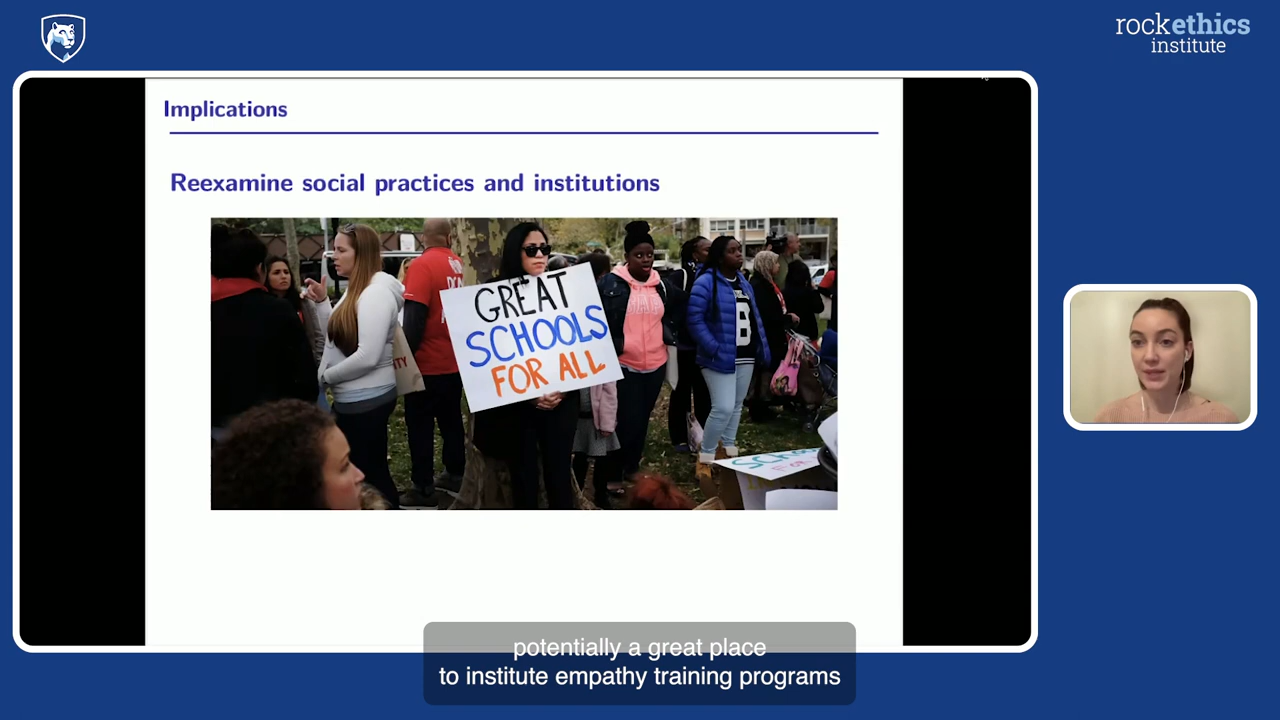 rockethics
institute
Implications
Reexamine social practices and institutions
GREAT
SCHOOLS
FOR ALL
potentially a great place
to institute empathy training programs